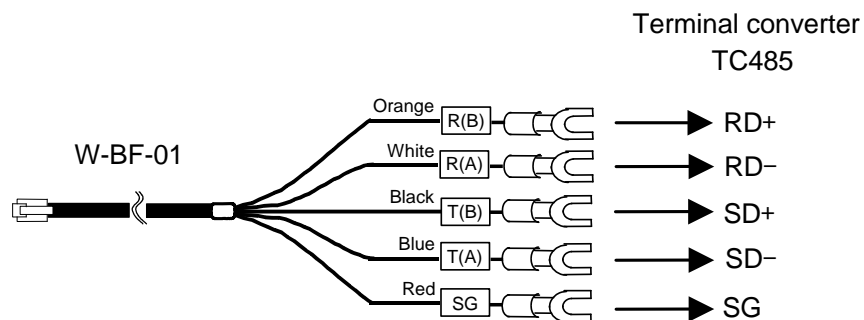 Terminal converter
TC485
W-BF-01
Orange R(B) RD+
White R(A) RD−
Black T(B) SD+
Blue T(A) SD−
Red SG SG